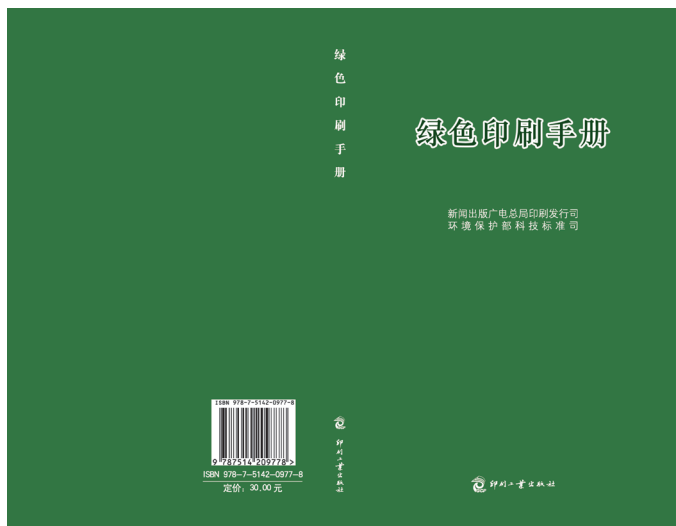 绿色印刷手册
绿色印刷手册
新闻出版广电总局印刷发行司
环境保护部科技标准司
ISBN 978-7-5142-0977-8
9 787514 209778 >
ISBN 978-7-5142-0977-8
定价：30.00 元
印刷工业出版社
印刷工业出版社